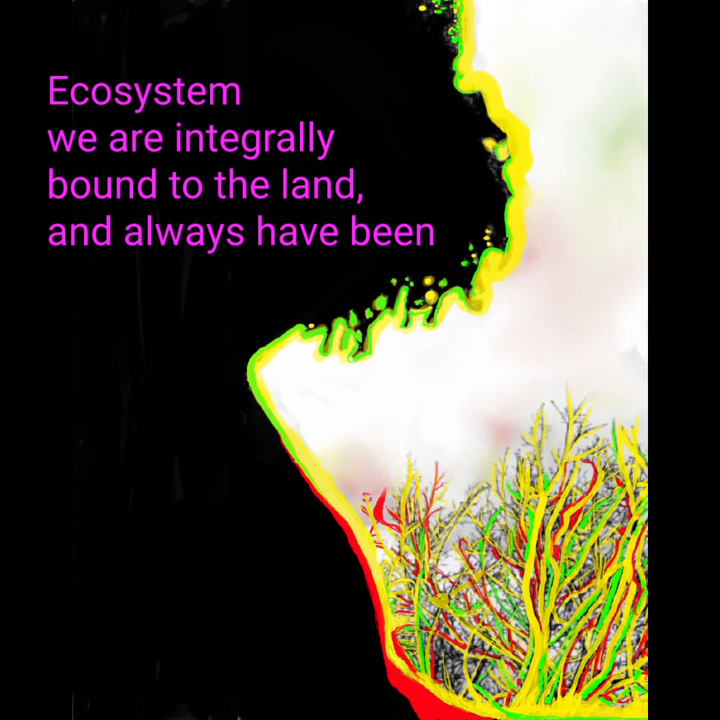 Ecosystem
we are integrally
bound to the land,
and always have been